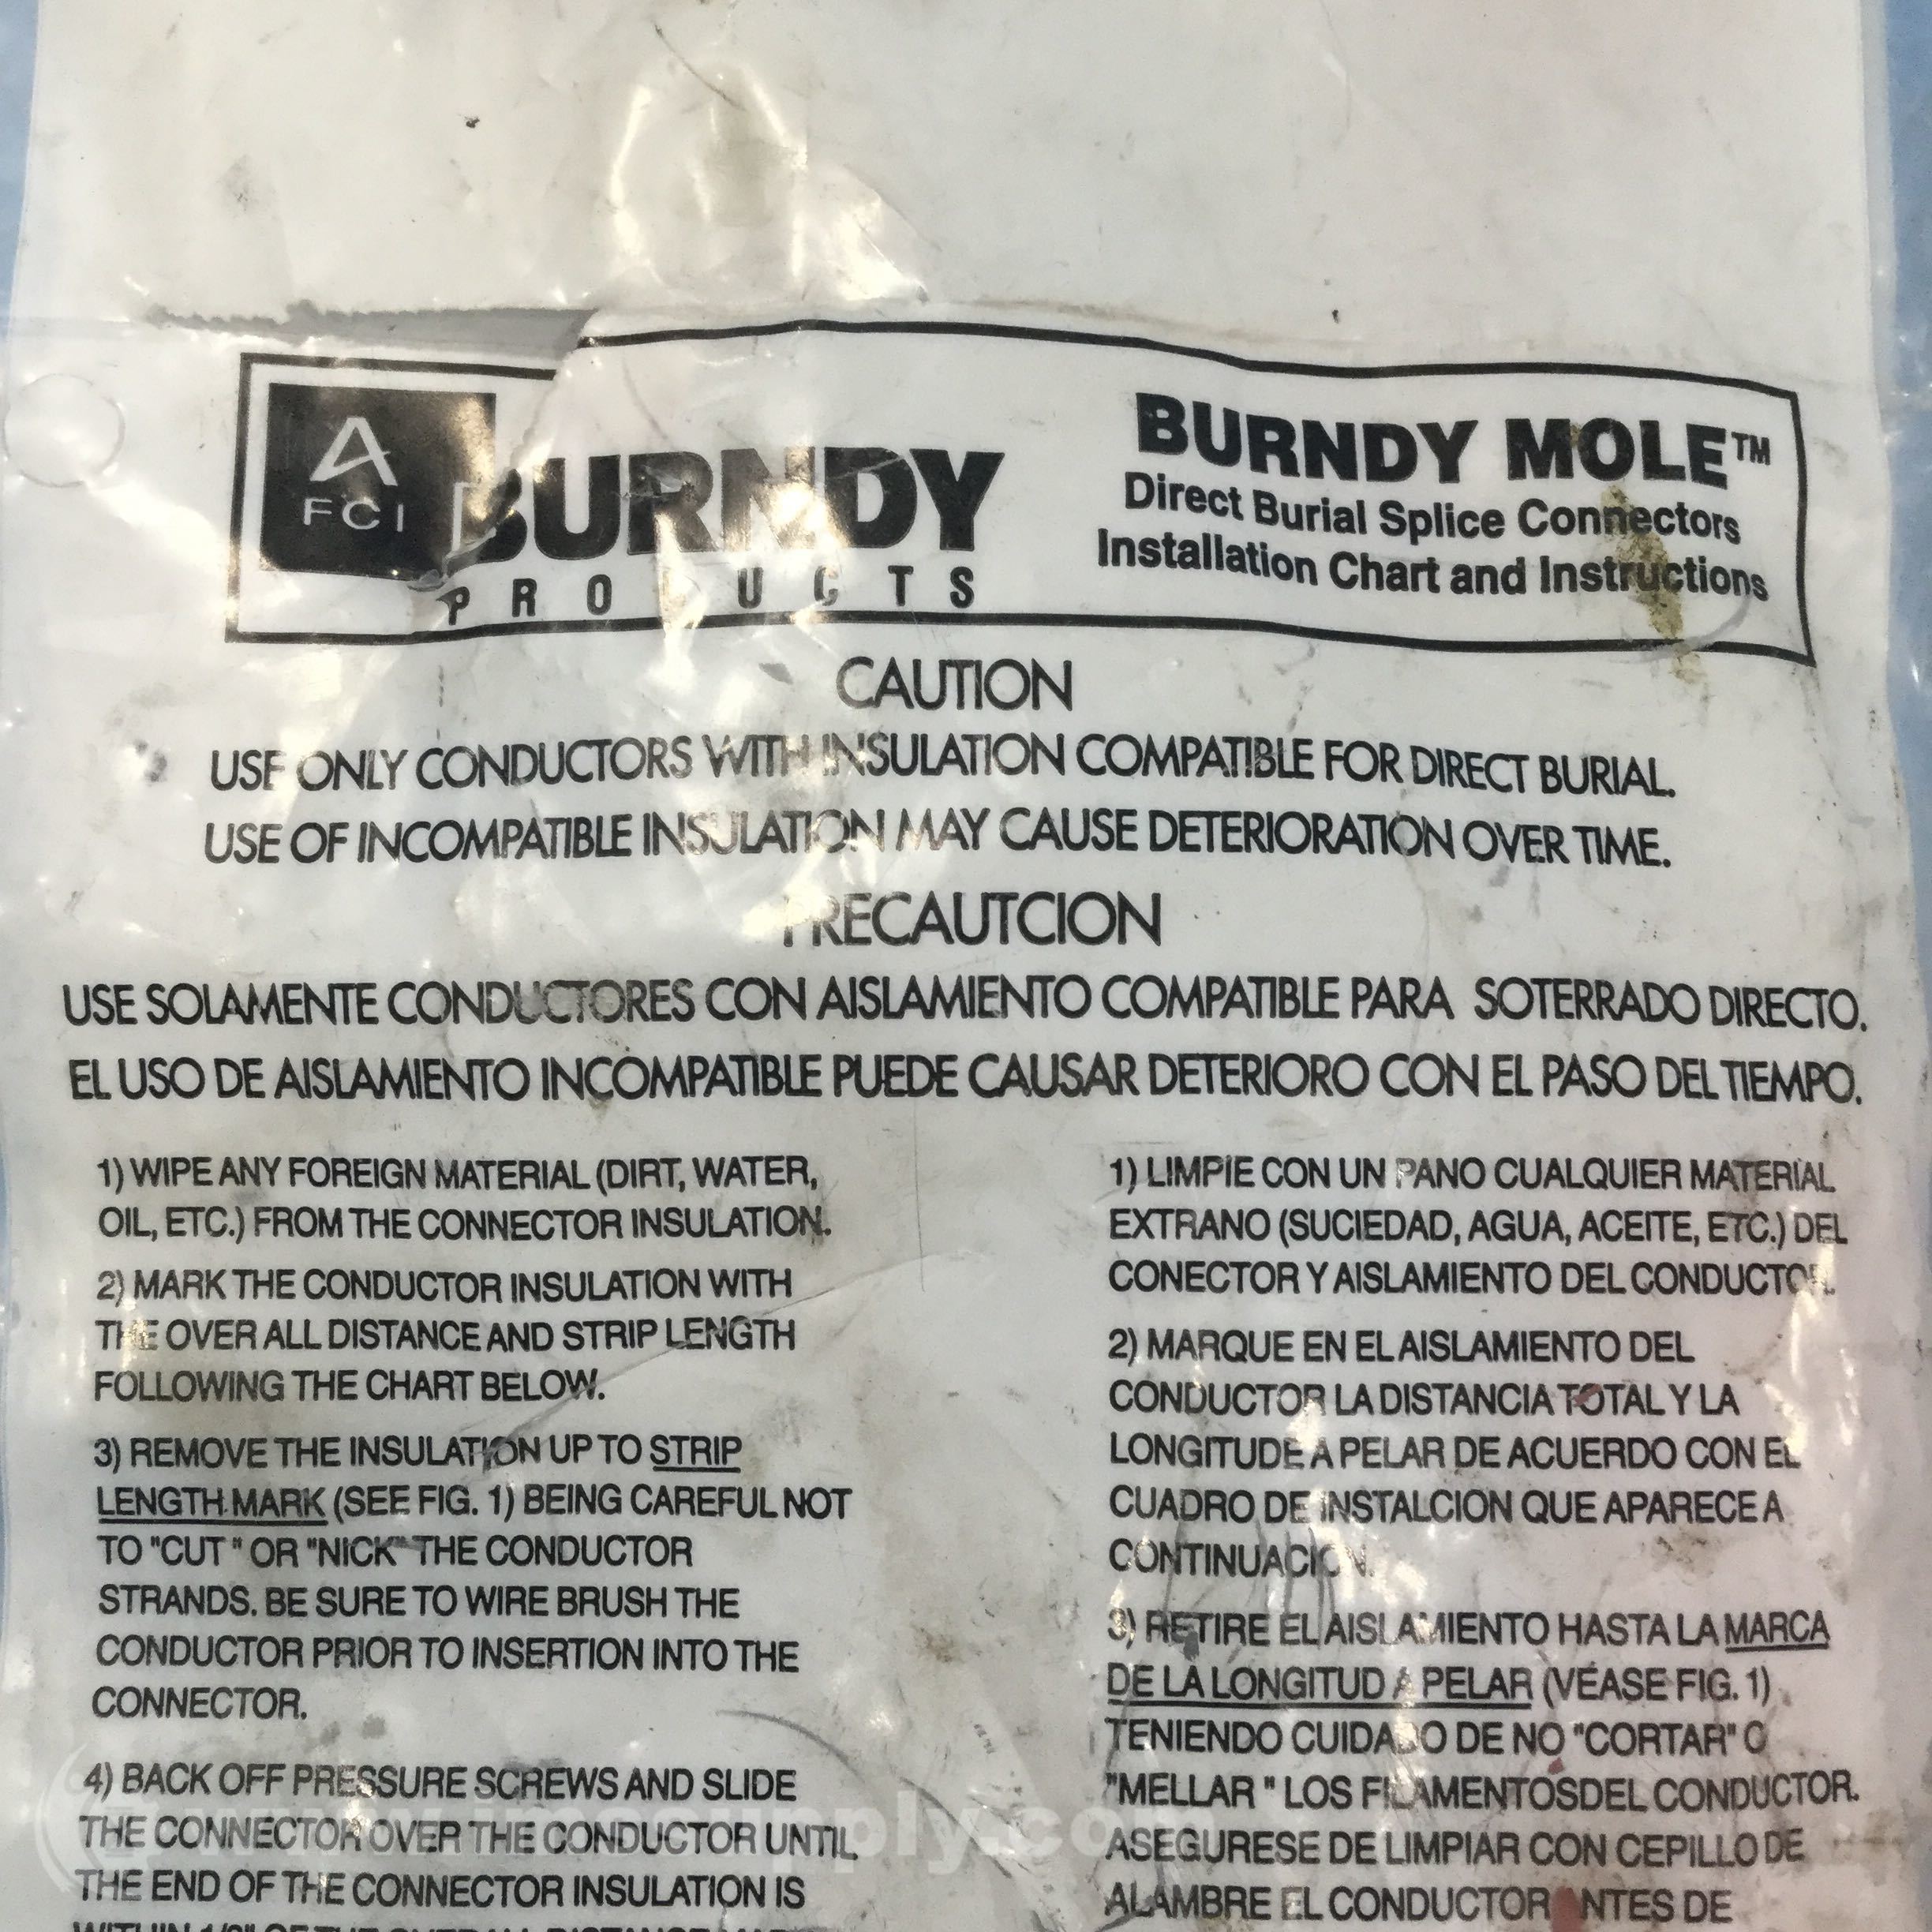 A
FCI
BURNDY
PRODUCTS
BURNDY MOLE™
Direct Burial Splice Connectors
Installation Chart and Instructions
CAUTION
USE ONLY CONDUCTORS WITH INSULATION COMPATIBLE FOR DIRECT BURIAL.
USE OF INCOMPATIBLE INSULATION MAY CAUSE DETERIORATION OVER TIME.
PRECAUTCION
USE SOLAMENTE CONDUCTORES CON AISLAMIENTO COMPATIBLE PARA SOTERRADO DIRECTO.
EL USO DE AISLAMIENTO INCOMPATIBLE PUEDE CAUSAR DETERIORO CON EL PASO DEL TIEMPO.
1) WIPE ANY FOREIGN MATERIAL (DIRT, WATER,
OIL, ETC.) FROM THE CONNECTOR INSULATION.
2) MARK THE CONDUCTOR INSULATION WITH
THE OVER ALL DISTANCE AND STRIP LENGTH
FOLLOWING THE CHART BELOW.
3) REMOVE THE INSULATION UP TO STRIP
LENGTH MARK (SEE FIG. 1) BEING CAREFUL NOT
TO "CUT " OR "NICK" THE CONDUCTOR
STRANDS. BE SURE TO WIRE BRUSH THE
CONDUCTOR PRIOR TO INSERTION INTO THE
CONNECTOR.
4) BACK OFF PRESSURE SCREWS AND SLIDE
THE CONNECTOR OVER THE CONDUCTOR UNTIL
THE END OF THE CONNECTOR INSULATION IS
1) LIMPIE CON UN PANO CUALQUIER MATERIAL
EXTRANO (SUCIEDAD, AGUA, ACEITE, ETC.) DEL
CONECTOR Y AISLAMIENTO DEL CONDUCTOR.
2) MARQUE EN EL AISLAMIENTO DEL
CONDUCTOR LA DISTANCIA TOTAL Y LA
LONGITUDE A PELAR DE ACUERDO CON EL
CUADRO DE INSTALCION QUE APARECE A
CONTINUACION.
3) RETIRE EL AISLAMIENTO HASTA LA MARCA
DE LA LONGITUD A PELAR (VÉASE FIG. 1)
TENIENDO CUIDADO DE NO "CORTAR" O
"MELLAR " LOS FILAMENTOSDEL CONDUCTOR.
ASEGURESE DE LIMPIAR CON CEPILLO DE
ALAMBRE EL CONDUCTOR ANTES DE